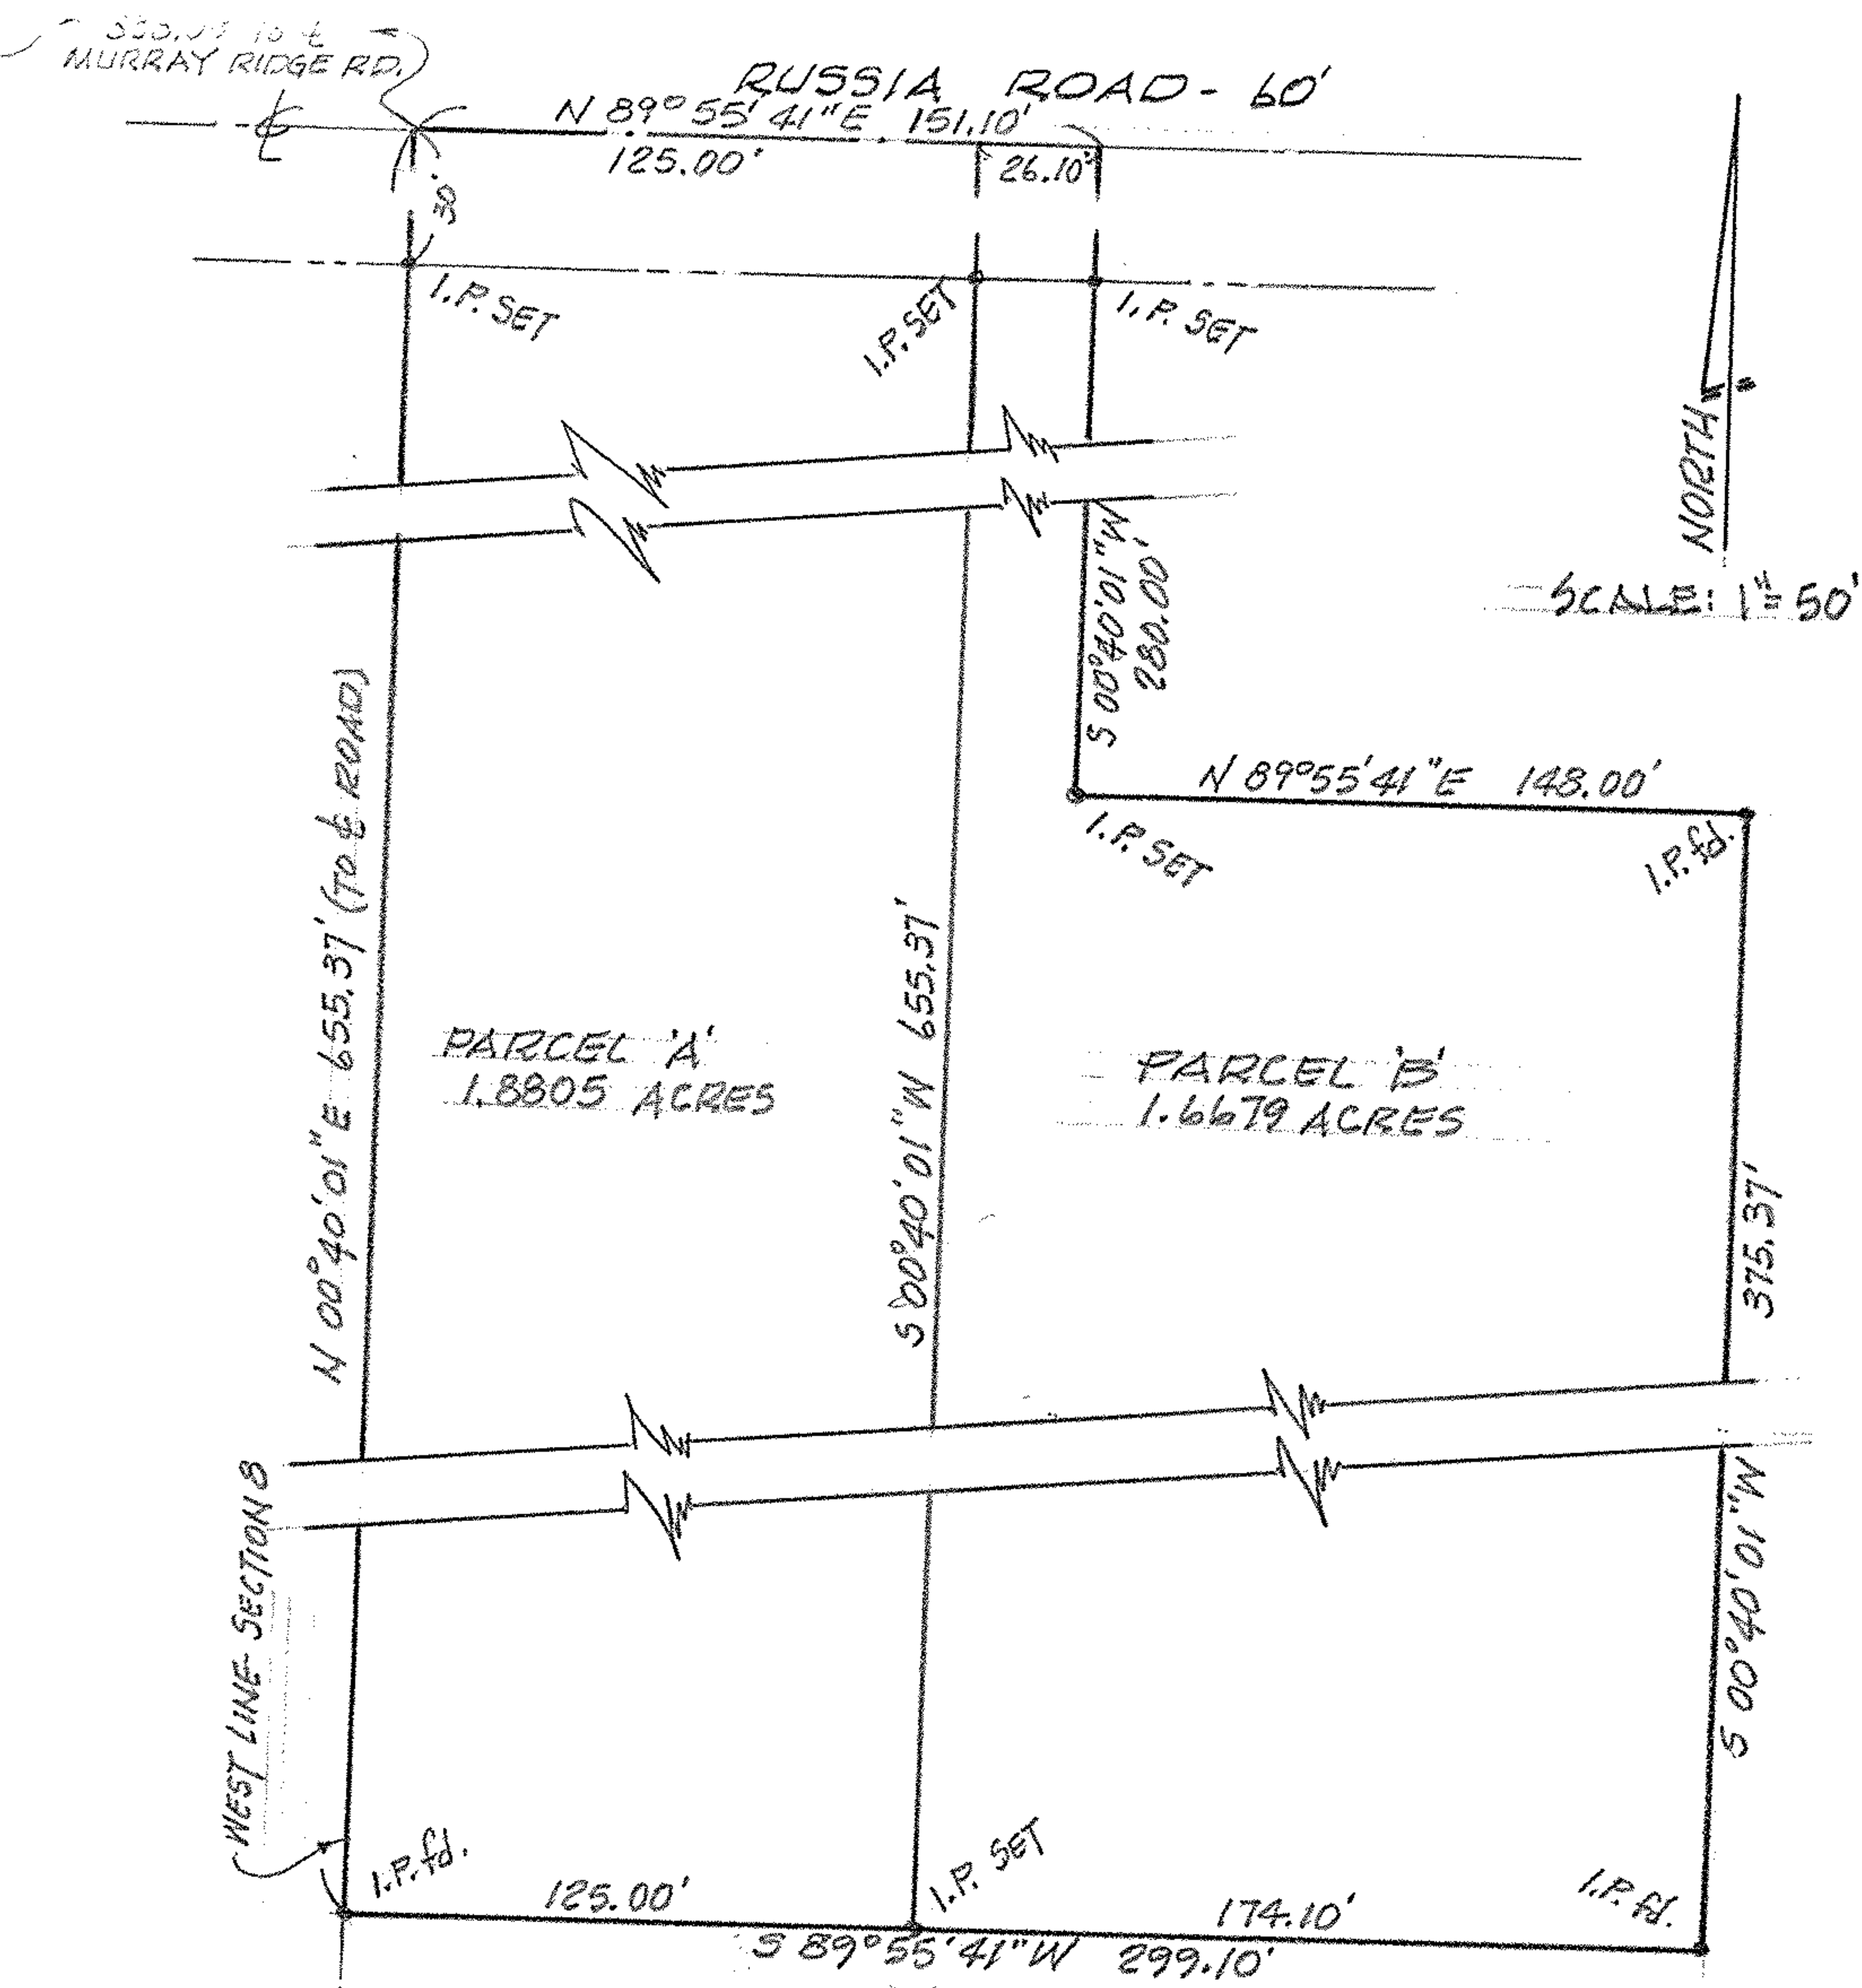 TO ℄
MURRAY RIDGE RD.
RUSSIA ROAD - 60'
N 89° 55' 41" E 151.10'
125.00'
26.10'
30'
I.P. SET
I.P. SET
I.P. SET
NORTH
SCALE: 1"= 50'
S 00°40'01"W
280.00'
N 89°55'41"E 148.00'
I.P. SET
I.P. fd.
N 00°40'01"E 655.37' (TO ℄ ROAD)
S 00°40'01"W 655.37'
PARCEL 'A'
1.8805 ACRES
PARCEL 'B'
1.6679 ACRES
375.37'
S 00°40'01"W
WEST LINE SECTION 8
I.P. fd.
125.00'
I.P. SET
174.10'
I.P. fd.
S 89°55'41"W 299.10'